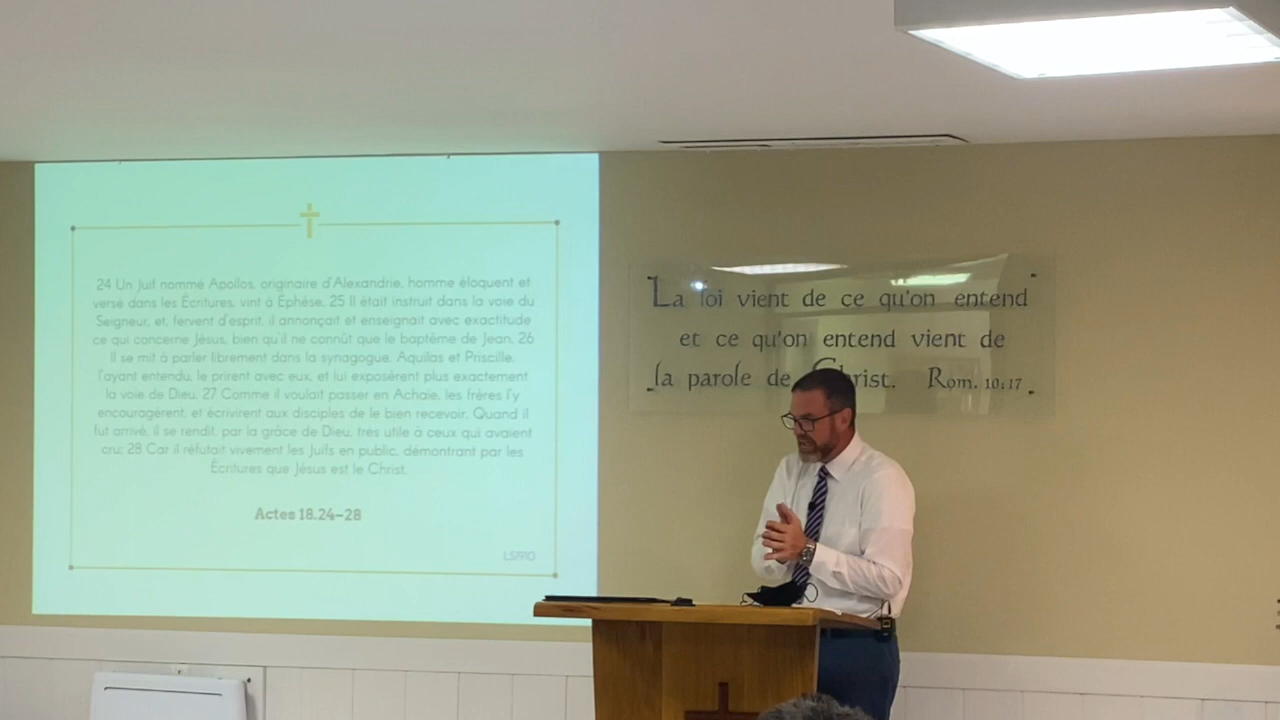 24 Un Juif nommé Apollos, originaire d'Alexandrie, homme éloquent et
versé dans les Écritures, vint à Éphèse. 25 Il était instruit dans la voie du
Seigneur, et, fervent d'esprit, il annonçait et enseignait avec exactitude
ce qui concerne Jésus, bien qu'il ne connût que le baptême de Jean. 26
Il se mit à parler librement dans la synagogue. Aquilas et Priscille,
l'ayant entendu, le prirent avec eux, et lui exposèrent plus exactement
la voie de Dieu. 27 Comme il voulait passer en Achaïe, les frères l'y
encouragèrent, et écrivirent aux disciples de le bien recevoir. Quand il
fut arrivé, il se rendit, par la grâce de Dieu, très utile à ceux qui avaient
cru; 28 Car il réfutait vivement les Juifs en public, démontrant par les
Écritures que Jésus est le Christ.
Actes 18.24–28
LS1910
La foi vient de ce qu'on entend
et ce qu'on entend vient de
la parole de Christ. Rom. 10:17